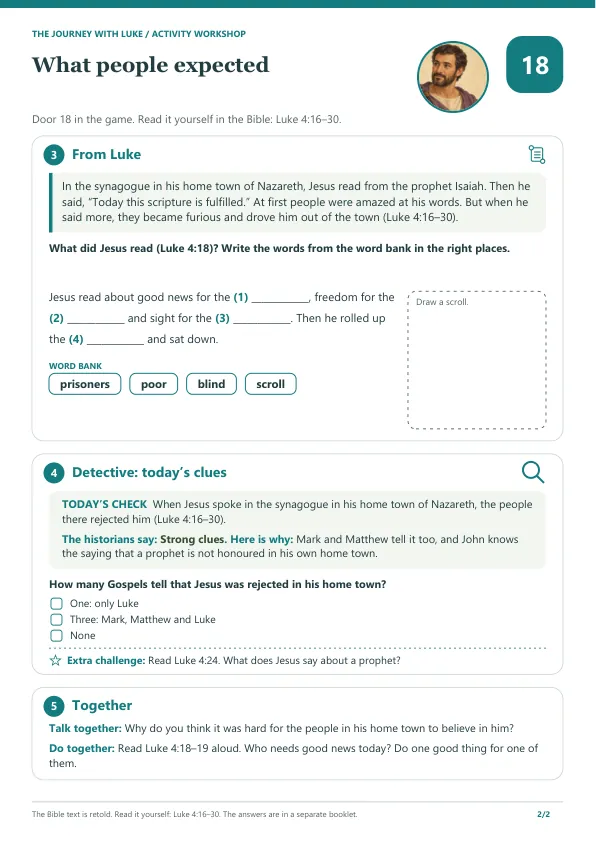 THE JOURNEY WITH LUKE / ACTIVITY WORKSHOP
What people expected
18
Door 18 in the game. Read it yourself in the Bible: Luke 4:16–30.
3 From Luke
In the synagogue in his home town of Nazareth, Jesus read from the prophet Isaiah. Then he
said, “Today this scripture is fulfilled.” At first people were amazed at his words. But when he
said more, they became furious and drove him out of the town (Luke 4:16–30).
What did Jesus read (Luke 4:18)? Write the words from the word bank in the right places.
Jesus read about good news for the (1) __________, freedom for the
(2) __________ and sight for the (3) __________. Then he rolled up
the (4) __________ and sat down.
Draw a scroll.
WORD BANK
prisoners poor blind scroll
4 Detective: today’s clues
TODAY’S CHECK When Jesus spoke in the synagogue in his home town of Nazareth, the people
there rejected him (Luke 4:16–30).
The historians say: Strong clues. Here is why: Mark and Matthew tell it too, and John knows
the saying that a prophet is not honoured in his own home town.
How many Gospels tell that Jesus was rejected in his home town?
One: only Luke
Three: Mark, Matthew and Luke
None
Extra challenge: Read Luke 4:24. What does Jesus say about a prophet?
5 Together
Talk together: Why do you think it was hard for the people in his home town to believe in him?
Do together: Read Luke 4:18–19 aloud. Who needs good news today? Do one good thing for one of
them.
The Bible text is retold. Read it yourself: Luke 4:16–30. The answers are in a separate booklet.
2/2